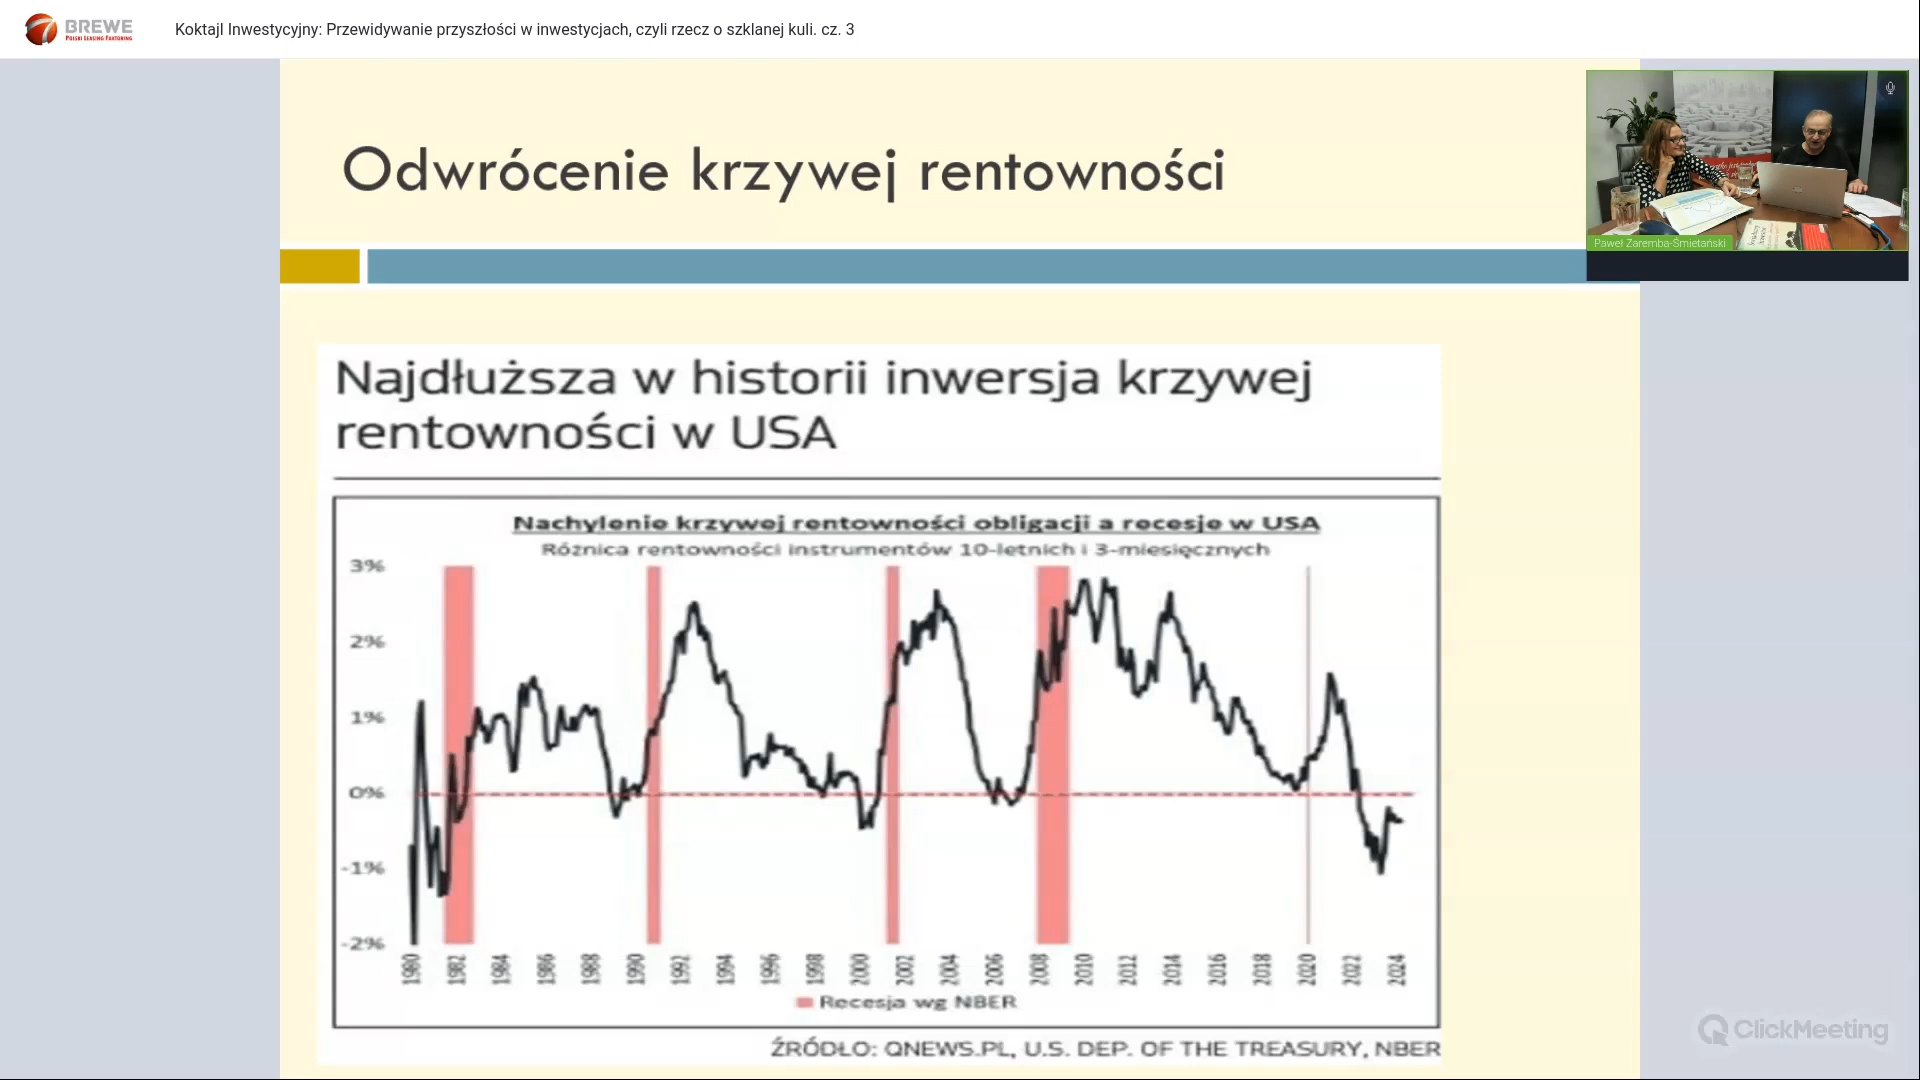 BREWE
POLSKI LEASING FAKTORING
Koktajl Inwestycyjny: Przewidywanie przyszłości w inwestycjach, czyli rzecz o szklanej kuli. cz. 3
Odwrócenie krzywej rentowności
Paweł Zaremba-Śmietański
Najdłuższa w historii inwersja krzywej
rentowności w USA
Nachylenie krzywej rentowności obligacji a recesje w USA
Różnica rentowności instrumentów 10-letnich i 3-miesięcznych
3%
2%
1%
0%
-1%
-2%
1980 1982 1984 1986 1988 1990 1992 1994 1996 1998 2000 2002 2004 2006 2008 2010 2012 2014 2016 2018 2020 2022 2024
Recesja wg NBER
ŹRÓDŁO: QNEWS.PL, U.S. DEP. OF THE TREASURY, NBER
ClickMeeting